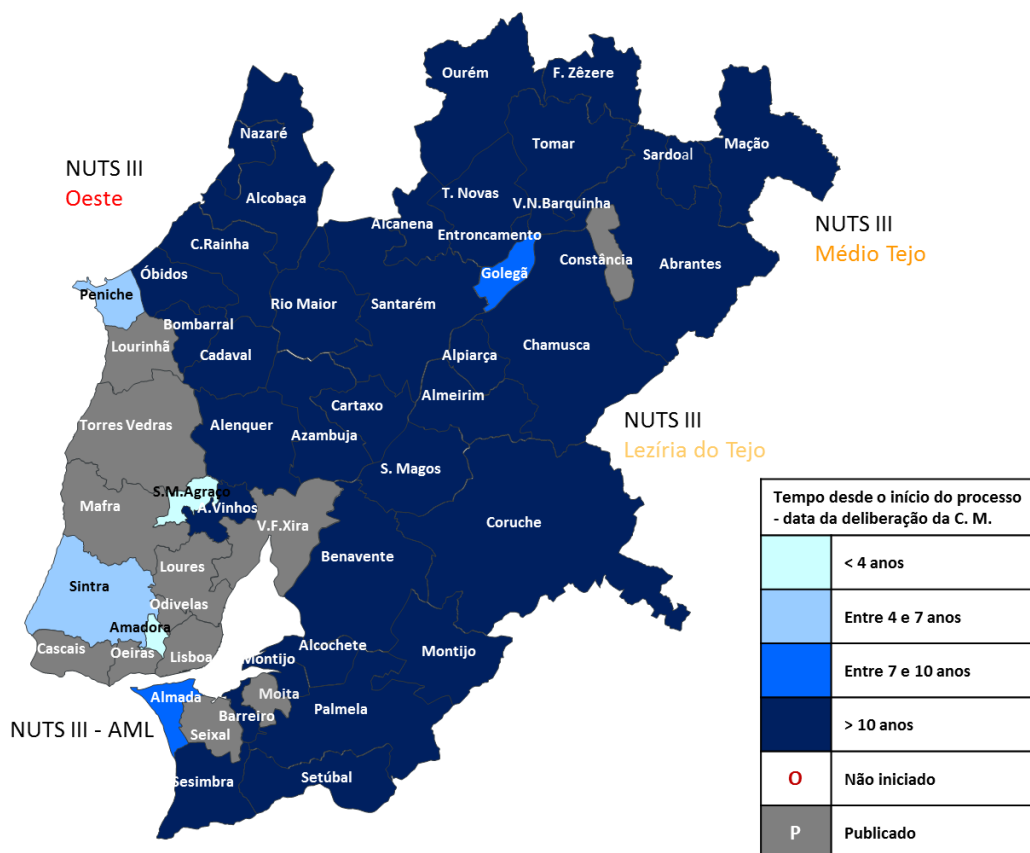 Ourém
F. Zêzere
Nazaré
Tomar
Sardoal
Mação
NUTS III
Oeste
Alcobaça
T. Novas
V.N.Barquinha
Alcanena
Entroncamento
NUTS III
Médio Tejo
C.Rainha
Constância
Abrantes
Óbidos
Golegã
Peniche
Rio Maior
Santarém
Bombarral
Lourinhã
Cadaval
Alpiarça
Chamusca
Almeirim
Cartaxo
Torres Vedras
Alenquer
Azambuja
NUTS III
Lezíria do Tejo
S. Magos
S.M.Agraço
Mafra
A.Vinhos
V.F.Xira
Coruche
Benavente
Loures
Sintra
Odivelas
Amadora
Cascais
Oeiras
Lisboa
Montijo
Alcochete
Montijo
Almada
Moita
Palmela
Barreiro
Seixal
NUTS III - AML
Sesimbra
Setúbal
Tempo desde o início do processo
- data da deliberação da C. M.
< 4 anos
Entre 4 e 7 anos
Entre 7 e 10 anos
> 10 anos
O Não iniciado
P Publicado